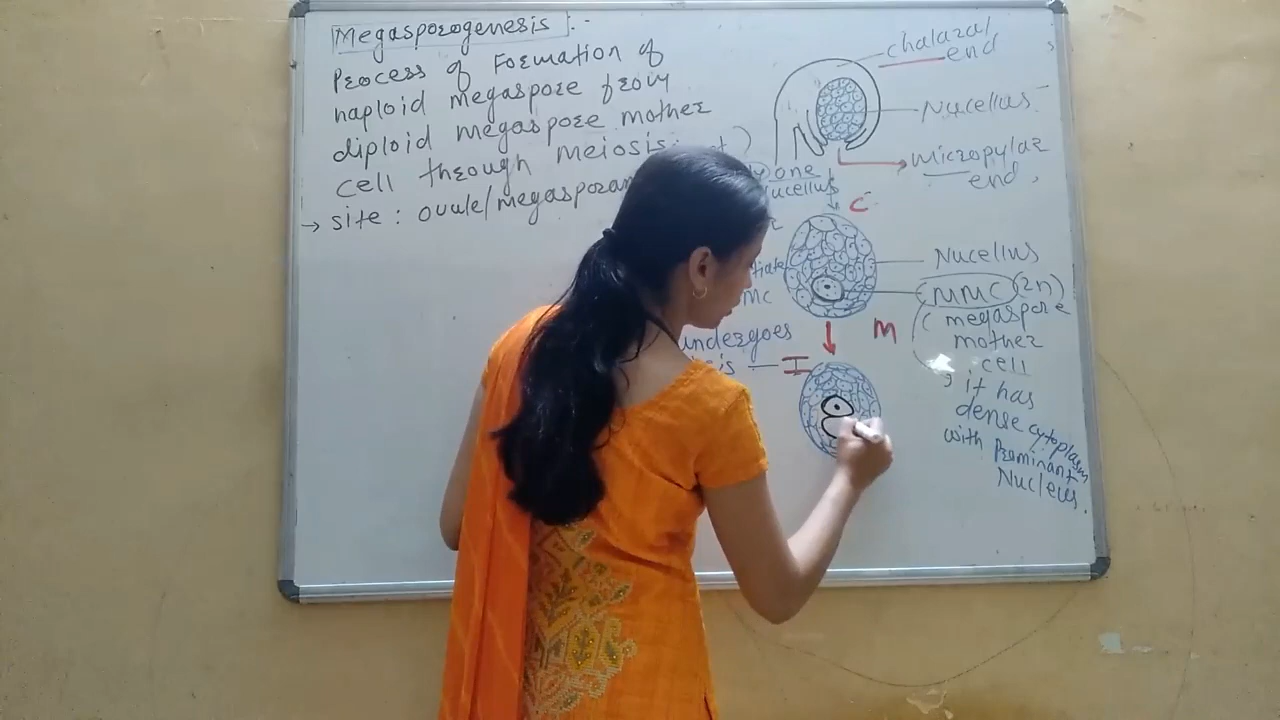 Megasporogenesis :-
Process of Formation of
haploid megaspore from
diploid megaspore mother
cell through meiosis
→ site : ovule/megasporan
one
nucellus
C
undergoes
— I
chalazal
end
Nucellus
Micropylar
end,
Nucellus
MMC (2n)
( megaspore
mother
cell
M
it has
dense cytoplasm
with Prominant
Nucleus.